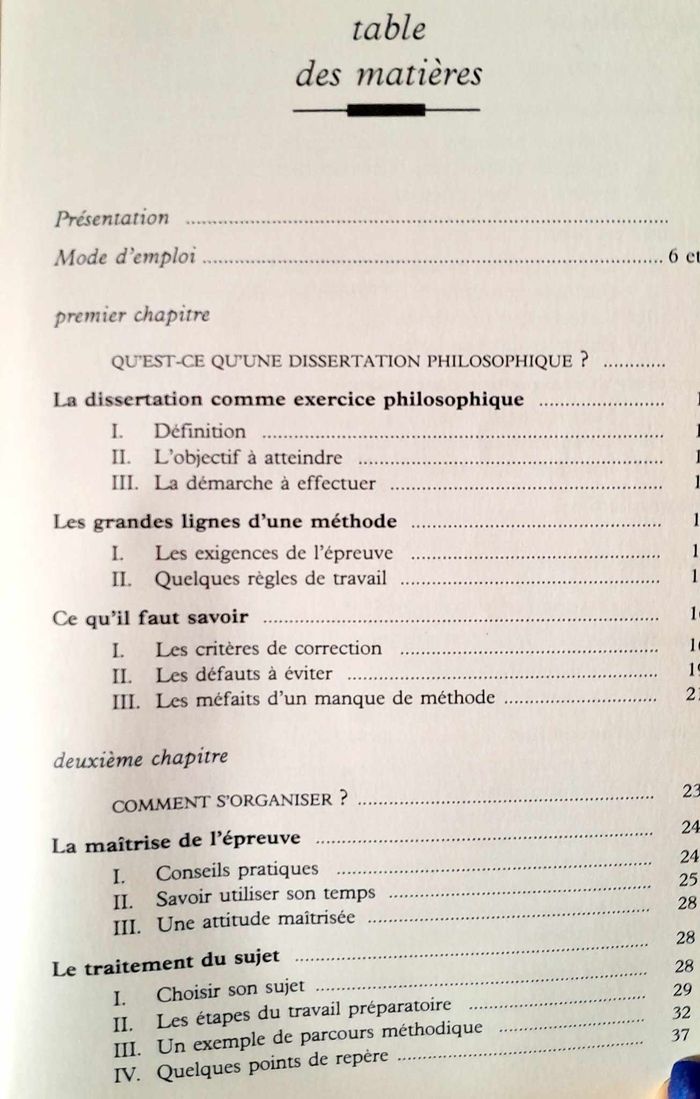 table
des matières
Présentation
Mode d'emploi 6 et
premier chapitre
QU'EST-CE QU'UNE DISSERTATION PHILOSOPHIQUE ?
La dissertation comme exercice philosophique
I. Définition
II. L'objectif à atteindre
III. La démarche à effectuer
Les grandes lignes d'une méthode
I. Les exigences de l'épreuve
II. Quelques règles de travail
Ce qu'il faut savoir
I. Les critères de correction
II. Les défauts à éviter
III. Les méfaits d'un manque de méthode
deuxième chapitre
COMMENT S'ORGANISER ? 23
La maîtrise de l'épreuve 24
I. Conseils pratiques 24
II. Savoir utiliser son temps 25
III. Une attitude maîtrisée 28
Le traitement du sujet 28
I. Choisir son sujet 28
II. Les étapes du travail préparatoire 29
III. Un exemple de parcours méthodique 32
IV. Quelques points de repère 37